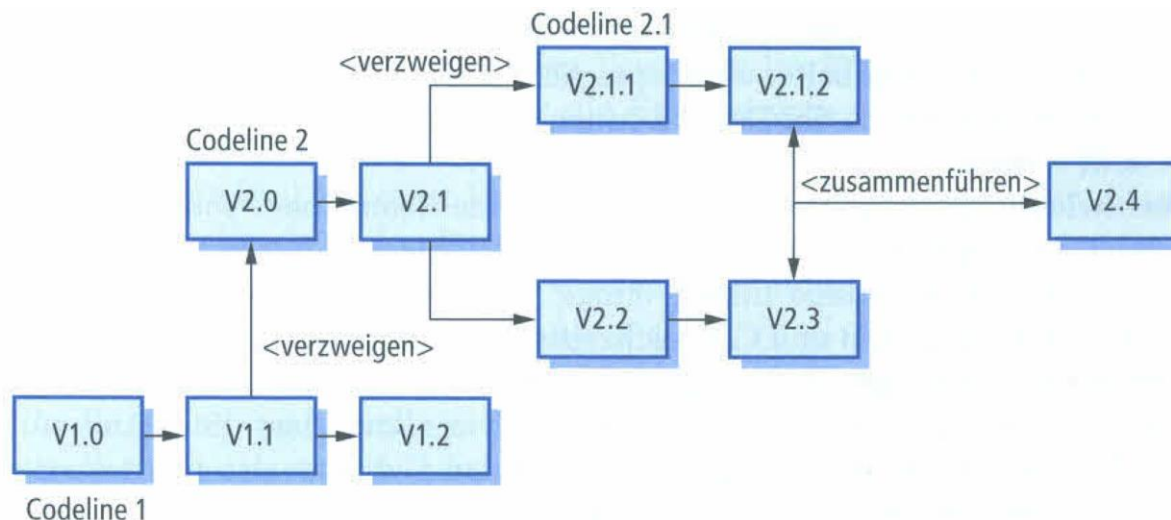 Codeline 2.1
<verzweigen>
V2.1.1
V2.1.2
Codeline 2
V2.0
V2.1
<zusammenführen>
V2.4
V2.2
V2.3
<verzweigen>
V1.0
V1.1
V1.2
Codeline 1